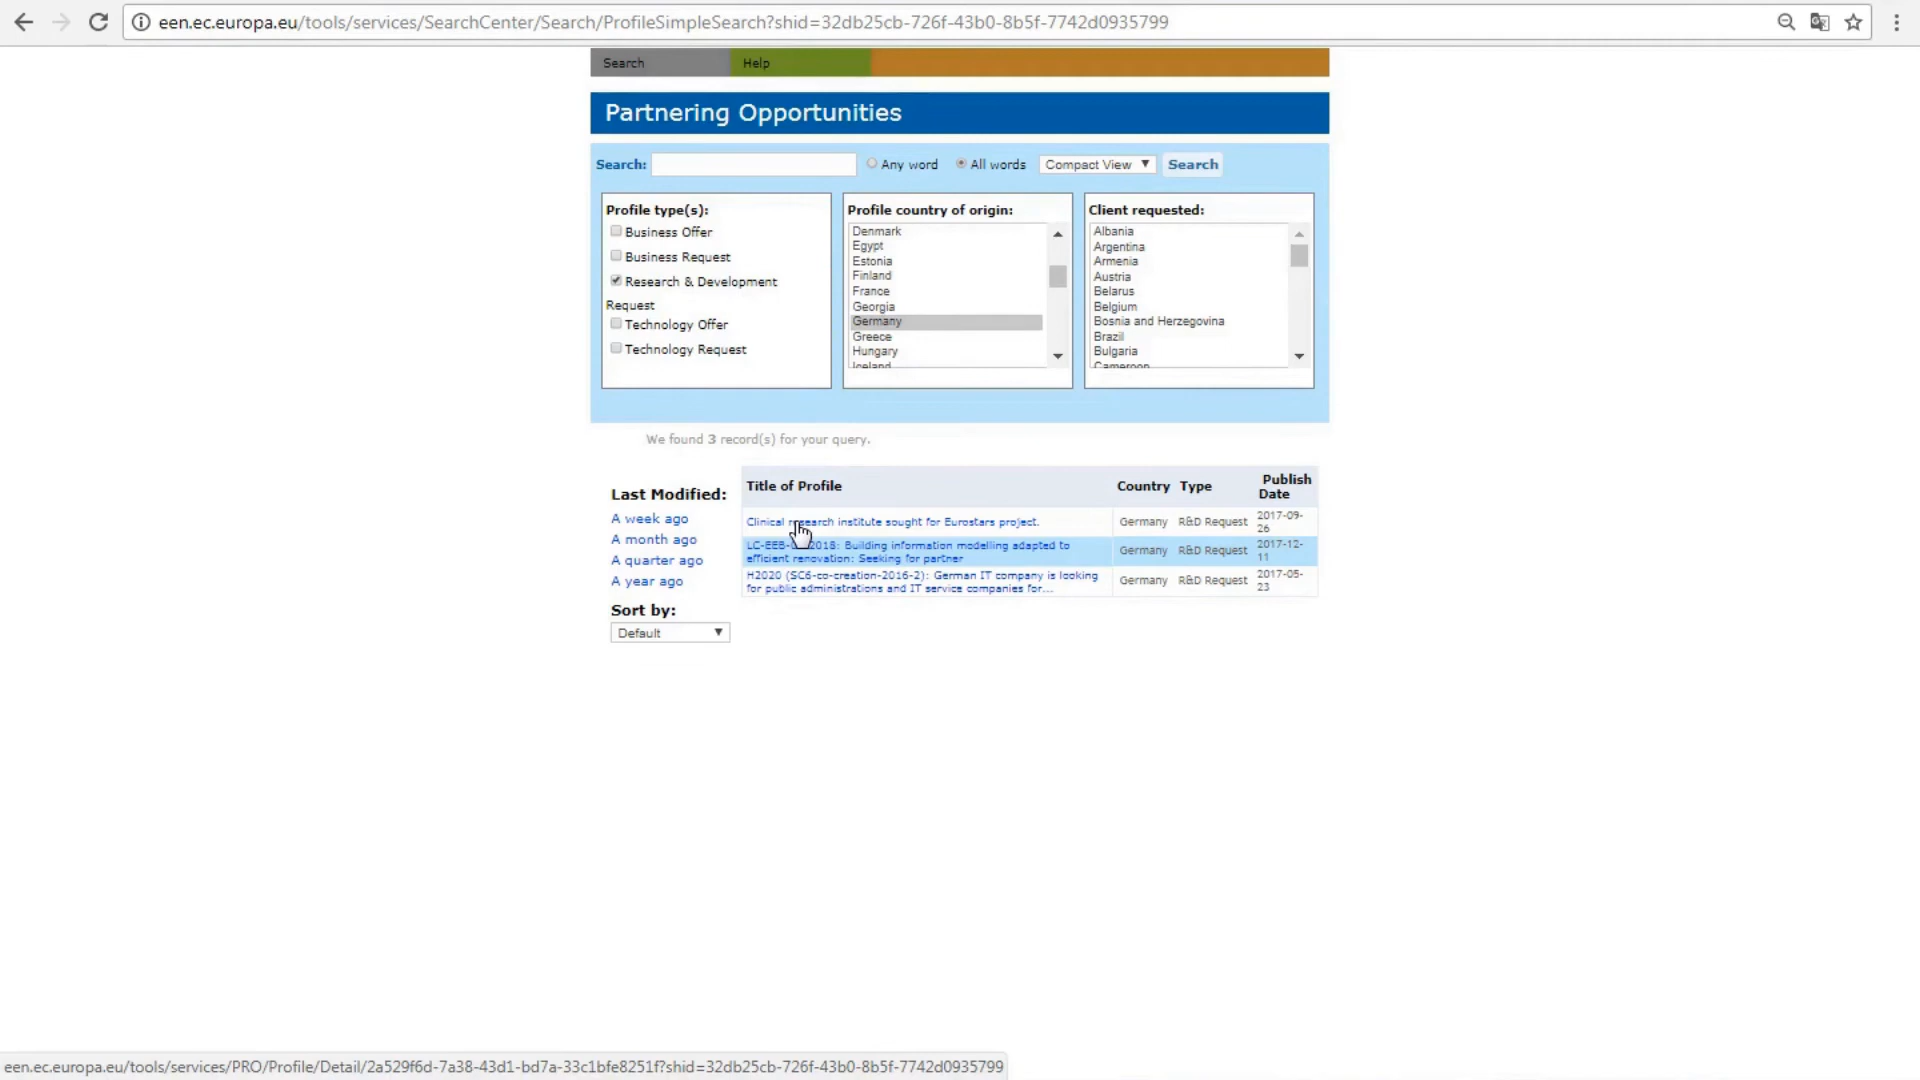 een.ec.europa.eu/tools/services/SearchCenter/Search/ProfileSimpleSearch?shid=32db25cb-726f-43b0-8b5f-7742d0935799
Search
Help
Partnering Opportunities
Search:
Any word
All words
Compact View
Search
Profile type(s):
Business Offer
Business Request
Research & Development
Request
Technology Offer
Technology Request
Profile country of origin:
Denmark
Egypt
Estonia
Finland
France
Georgia
Germany
Greece
Hungary
Iceland
Client requested:
Albania
Argentina
Armenia
Austria
Belarus
Belgium
Bosnia and Herzegovina
Brazil
Bulgaria
Cameroon
We found 3 record(s) for your query.
Last Modified:
A week ago
A month ago
A quarter ago
A year ago
Sort by:
Default
Title of Profile Country Type Publish
Date
Clinical research institute sought for Eurostars project. Germany R&D Request 2017-09-
26
2018: Building information modelling adapted to
efficient renovation: Seeking for partner Germany R&D Request 2017-12-
11
H2020 (SC6-co-creation-2016-2): German IT company is looking
for public administrations and IT service companies for... Germany R&D Request 2017-05-
23
een.ec.europa.eu/tools/services/PRO/Profile/Detail/2a529f6d-7a38-43d1-bd7a-33c1bfe8251f?shid=32db25cb-726f-43b0-8b5f-7742d0935799